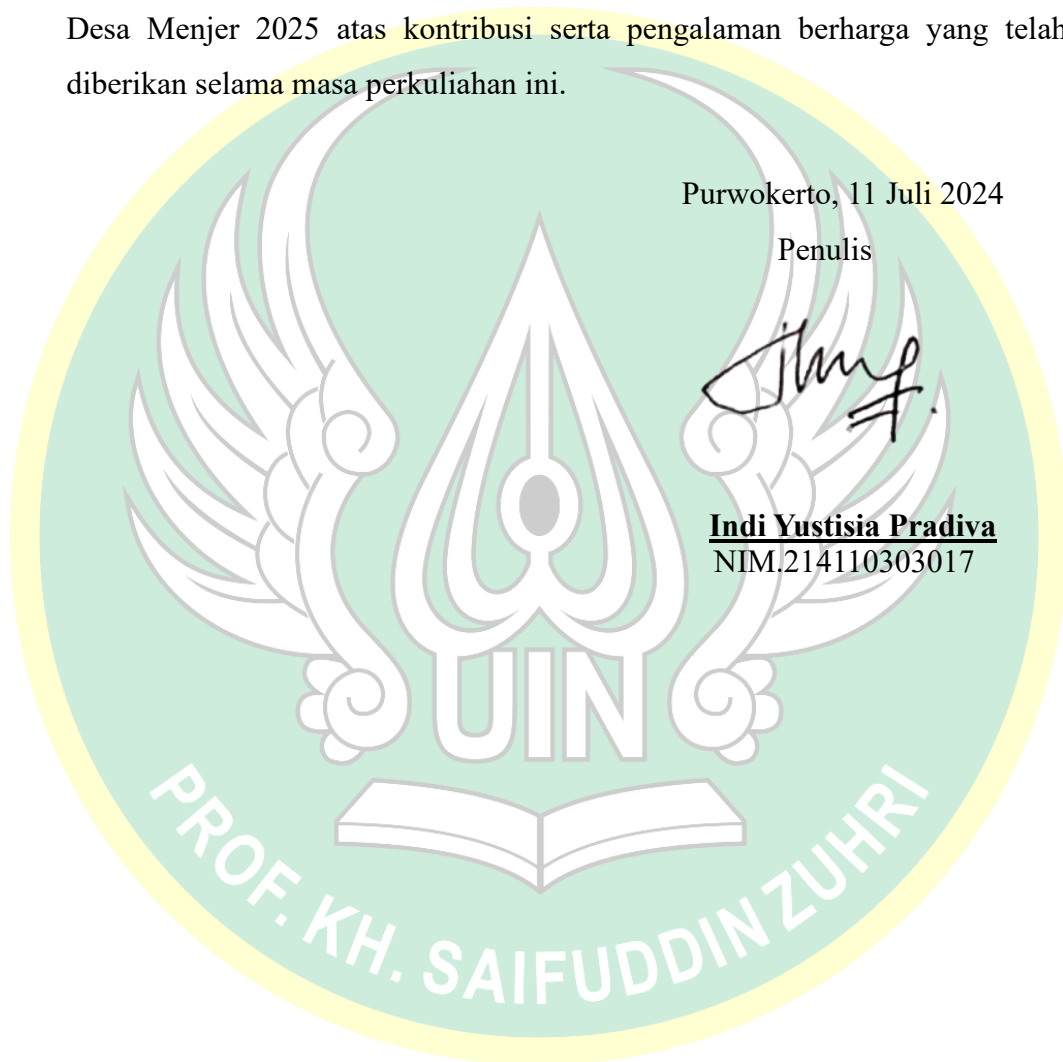 Desa Menjer 2025 atas kontribusi serta pengalaman berharga yang telah
diberikan selama masa perkuliahan ini.
Purwokerto, 11 Juli 2024
Penulis
Indi Yustisia Pradiva
NIM.214110303017
UIN
PROF. KH. SAIFUDDIN ZUHRI